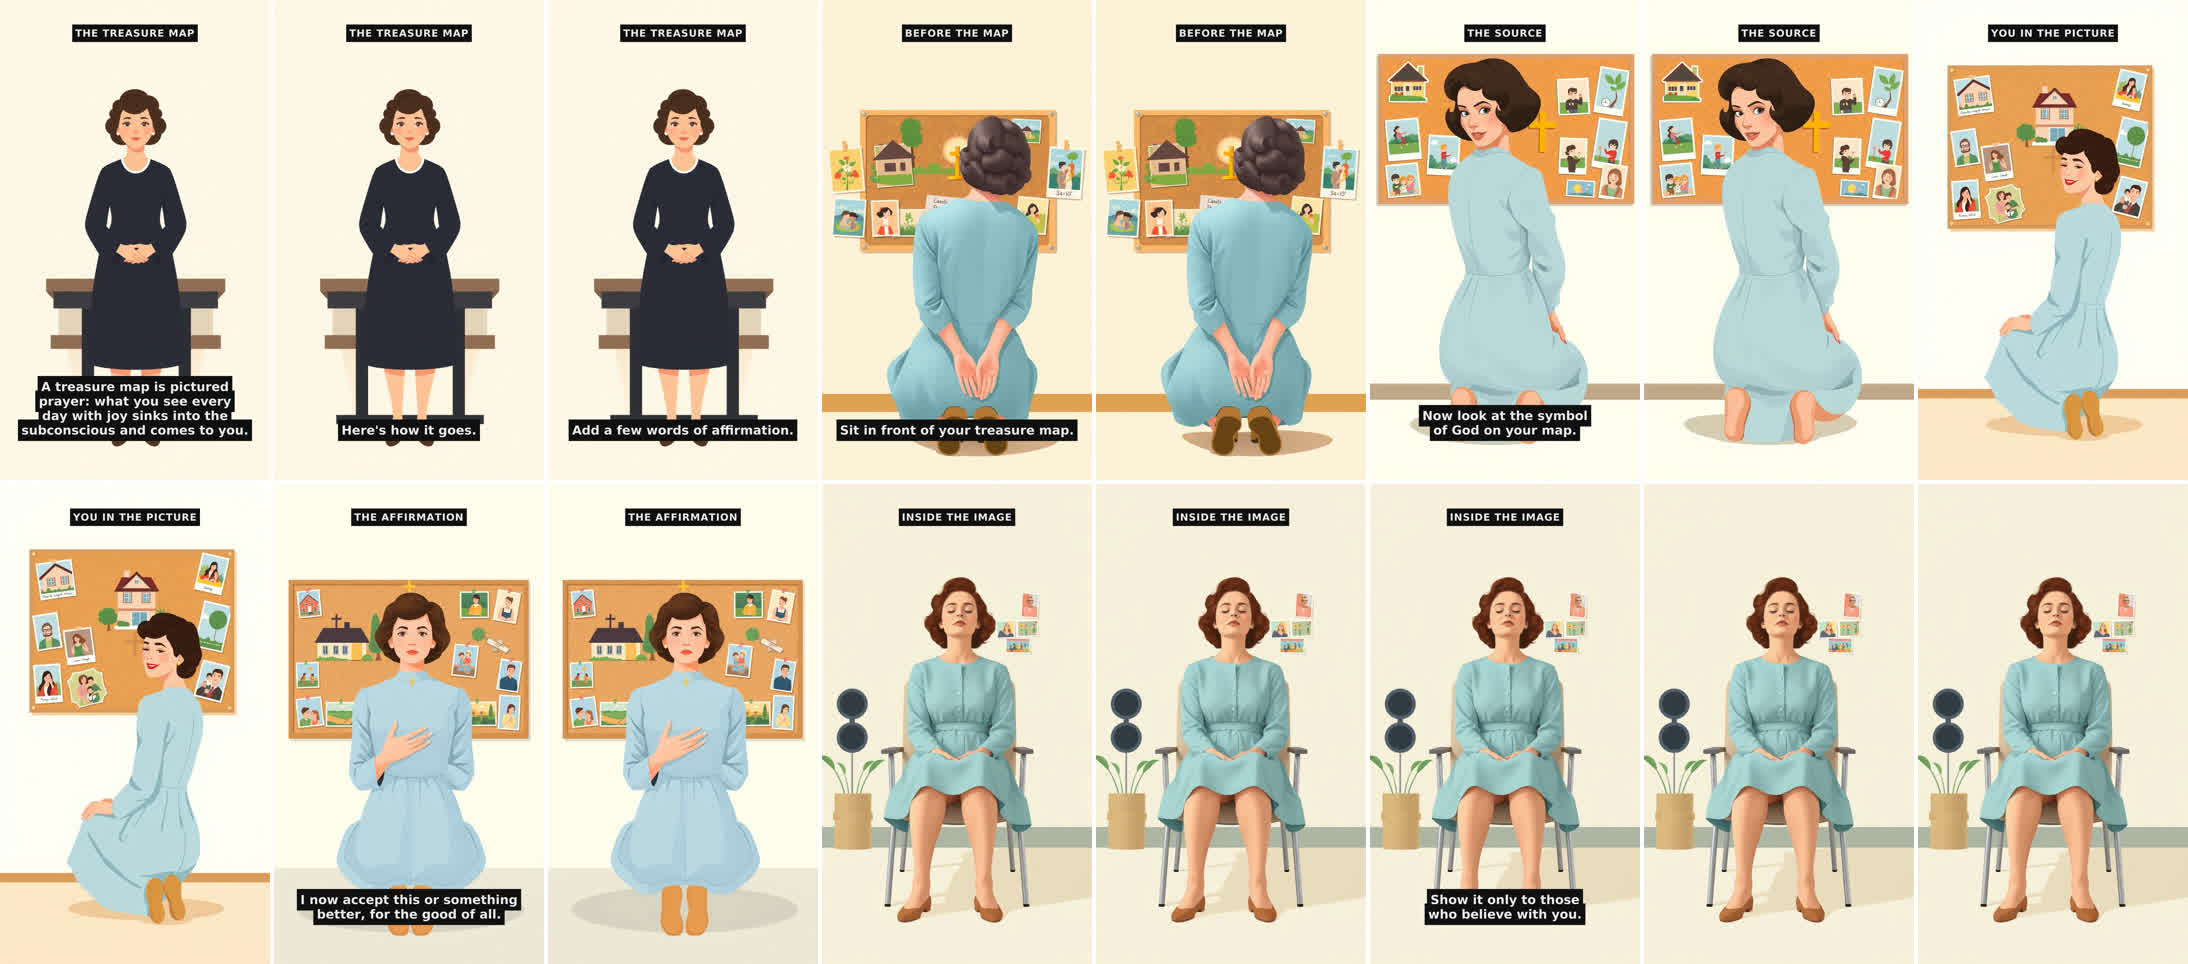 THE TREASURE MAP
A treasure map is pictured
prayer: what you see every
day with joy sinks into the
subconscious and comes to you.
THE TREASURE MAP
Here's how it goes.
THE TREASURE MAP
Add a few words of affirmation.
BEFORE THE MAP
Sit in front of your treasure map.
BEFORE THE MAP
THE SOURCE
Now look at the symbol
of God on your map.
THE SOURCE
YOU IN THE PICTURE
YOU IN THE PICTURE
THE AFFIRMATION
I now accept this or something
better, for the good of all.
THE AFFIRMATION
INSIDE THE IMAGE
INSIDE THE IMAGE
INSIDE THE IMAGE
Show it only to those
who believe with you.